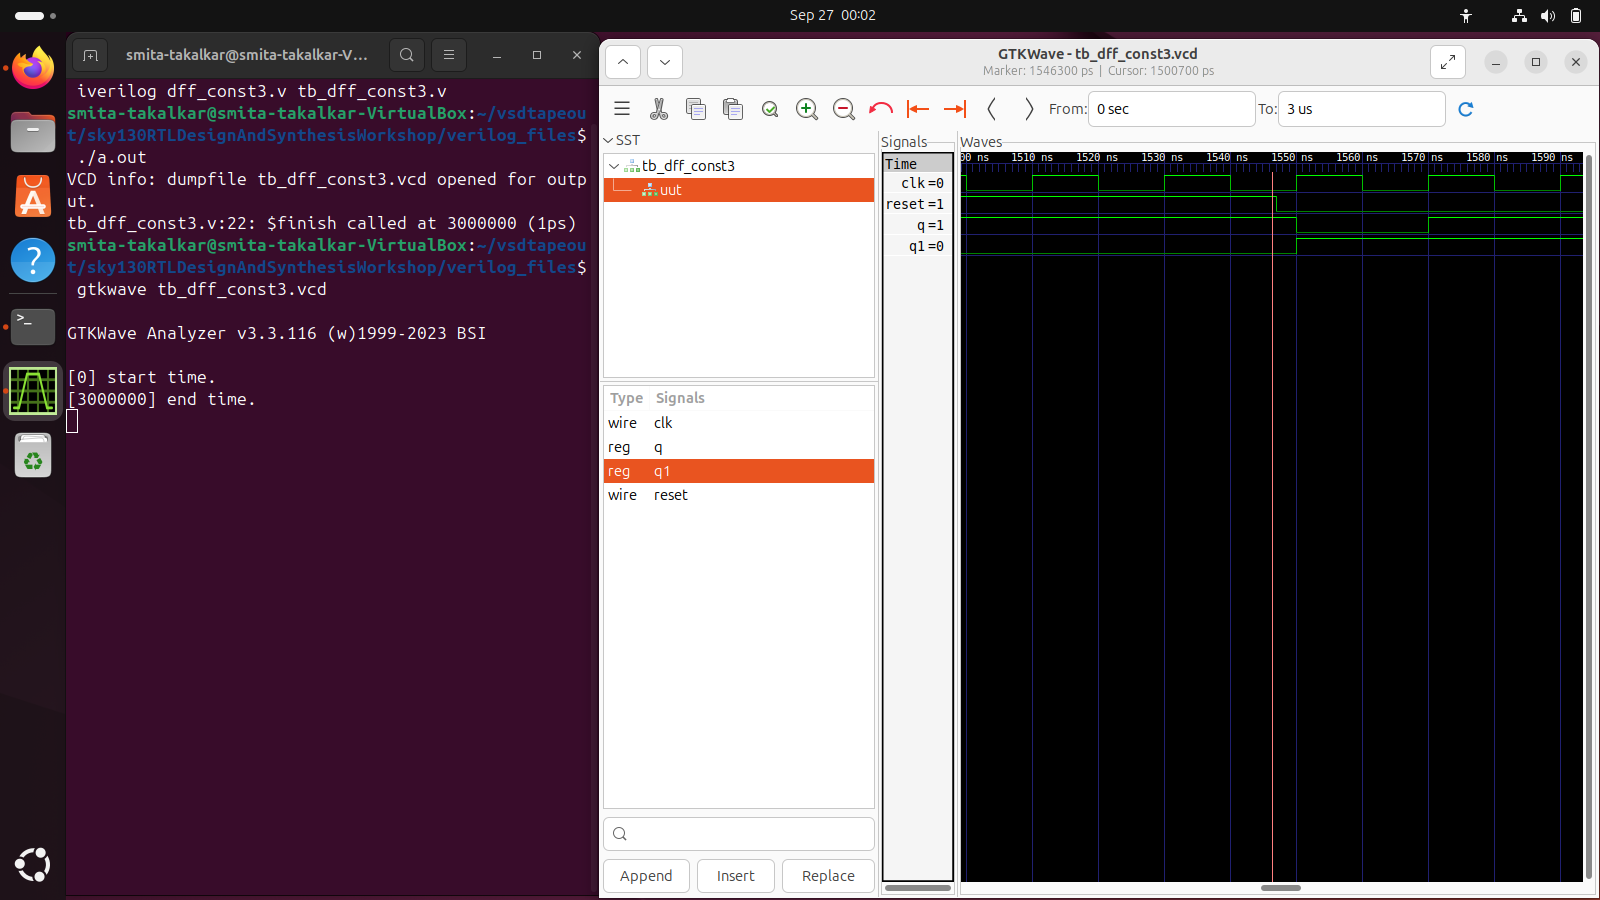 Sep 27 00:02
smita-takalkar@smita-takalkar-V...
iverilog dff_const3.v tb_dff_const3.v
smita-takalkar@smita-takalkar-VirtualBox:~/vsdtapeou
t/sky130RTLDesignAndSynthesisWorkshop/verilog_files$
./a.out
VCD info: dumpfile tb_dff_const3.vcd opened for outp
ut.
tb_dff_const3.v:22: $finish called at 3000000 (1ps)
smita-takalkar@smita-takalkar-VirtualBox:~/vsdtapeou
t/sky130RTLDesignAndSynthesisWorkshop/verilog_files$
gtkwave tb_dff_const3.vcd
GTKWave Analyzer v3.3.116 (w)1999-2023 BSI
[0] start time.
[3000000] end time.
GTKWave - tb_dff_const3.vcd
Marker: 1546300 ps | Cursor: 1500700 ps
From: 0 sec To: 3 us
SST
tb_dff_const3
uut
Type Signals
wire clk
reg q
reg q1
wire reset
Append Insert Replace
Signals
Time
clk=0
reset=1
q=1
q1=0
Waves
00 ns 1510 ns 1520 ns 1530 ns 1540 ns 1550 ns 1560 ns 1570 ns 1580 ns 1590 ns